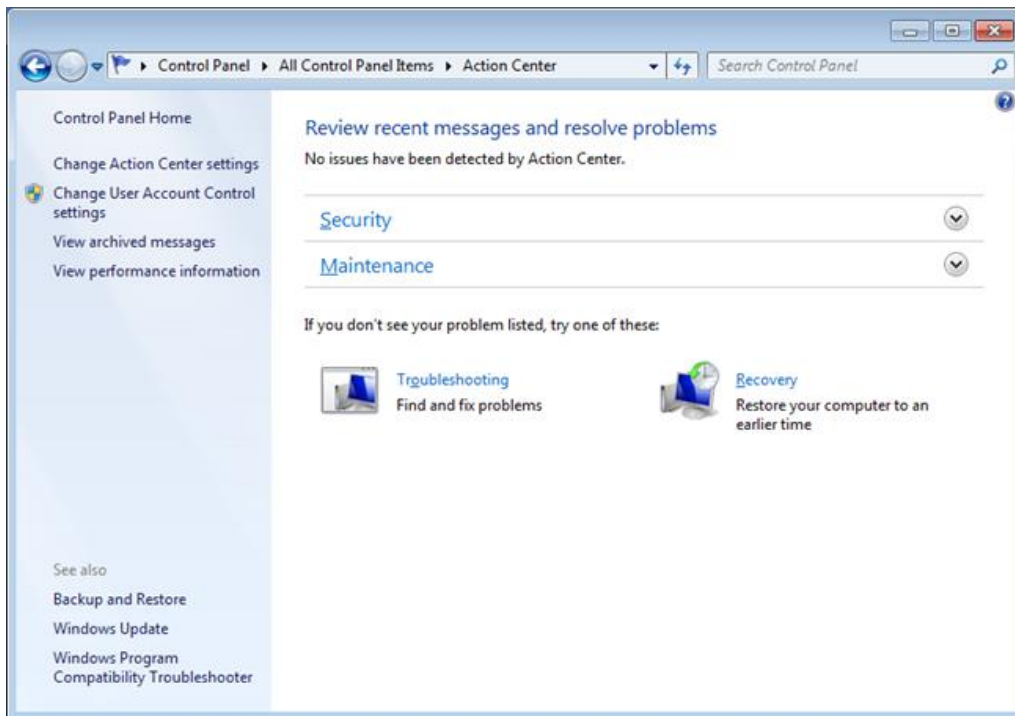 Control Panel All Control Panel Items Action Center Search Control Panel
Control Panel Home
Change Action Center settings
Change User Account Control
settings
View archived messages
View performance information
Review recent messages and resolve problems
No issues have been detected by Action Center.
Security
Maintenance
If you don't see your problem listed, try one of these:
Troubleshooting
Find and fix problems
Recovery
Restore your computer to an
earlier time
See also
Backup and Restore
Windows Update
Windows Program
Compatibility Troubleshooter